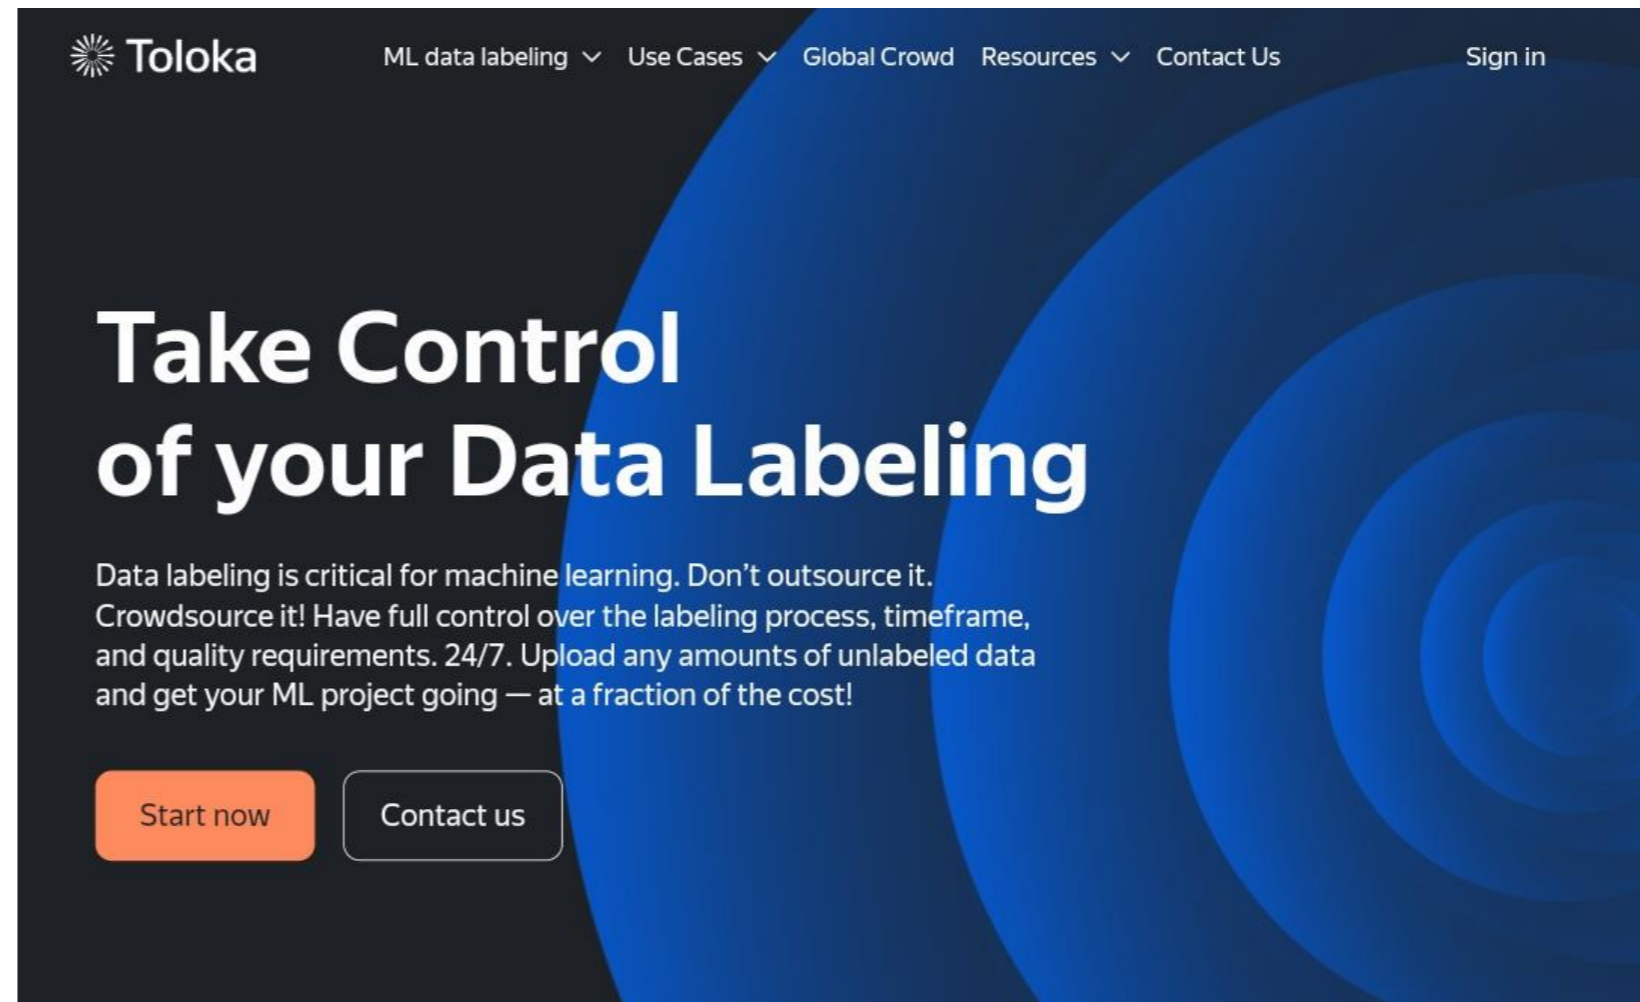 Toloka
ML data labeling Use Cases Global Crowd Resources Contact Us Sign in
Take Control
of your Data Labeling
Data labeling is critical for machine learning. Don’t outsource it.
Crowdsource it! Have full control over the labeling process, timeframe,
and quality requirements. 24/7. Upload any amounts of unlabeled data
and get your ML project going — at a fraction of the cost!
Start now Contact us